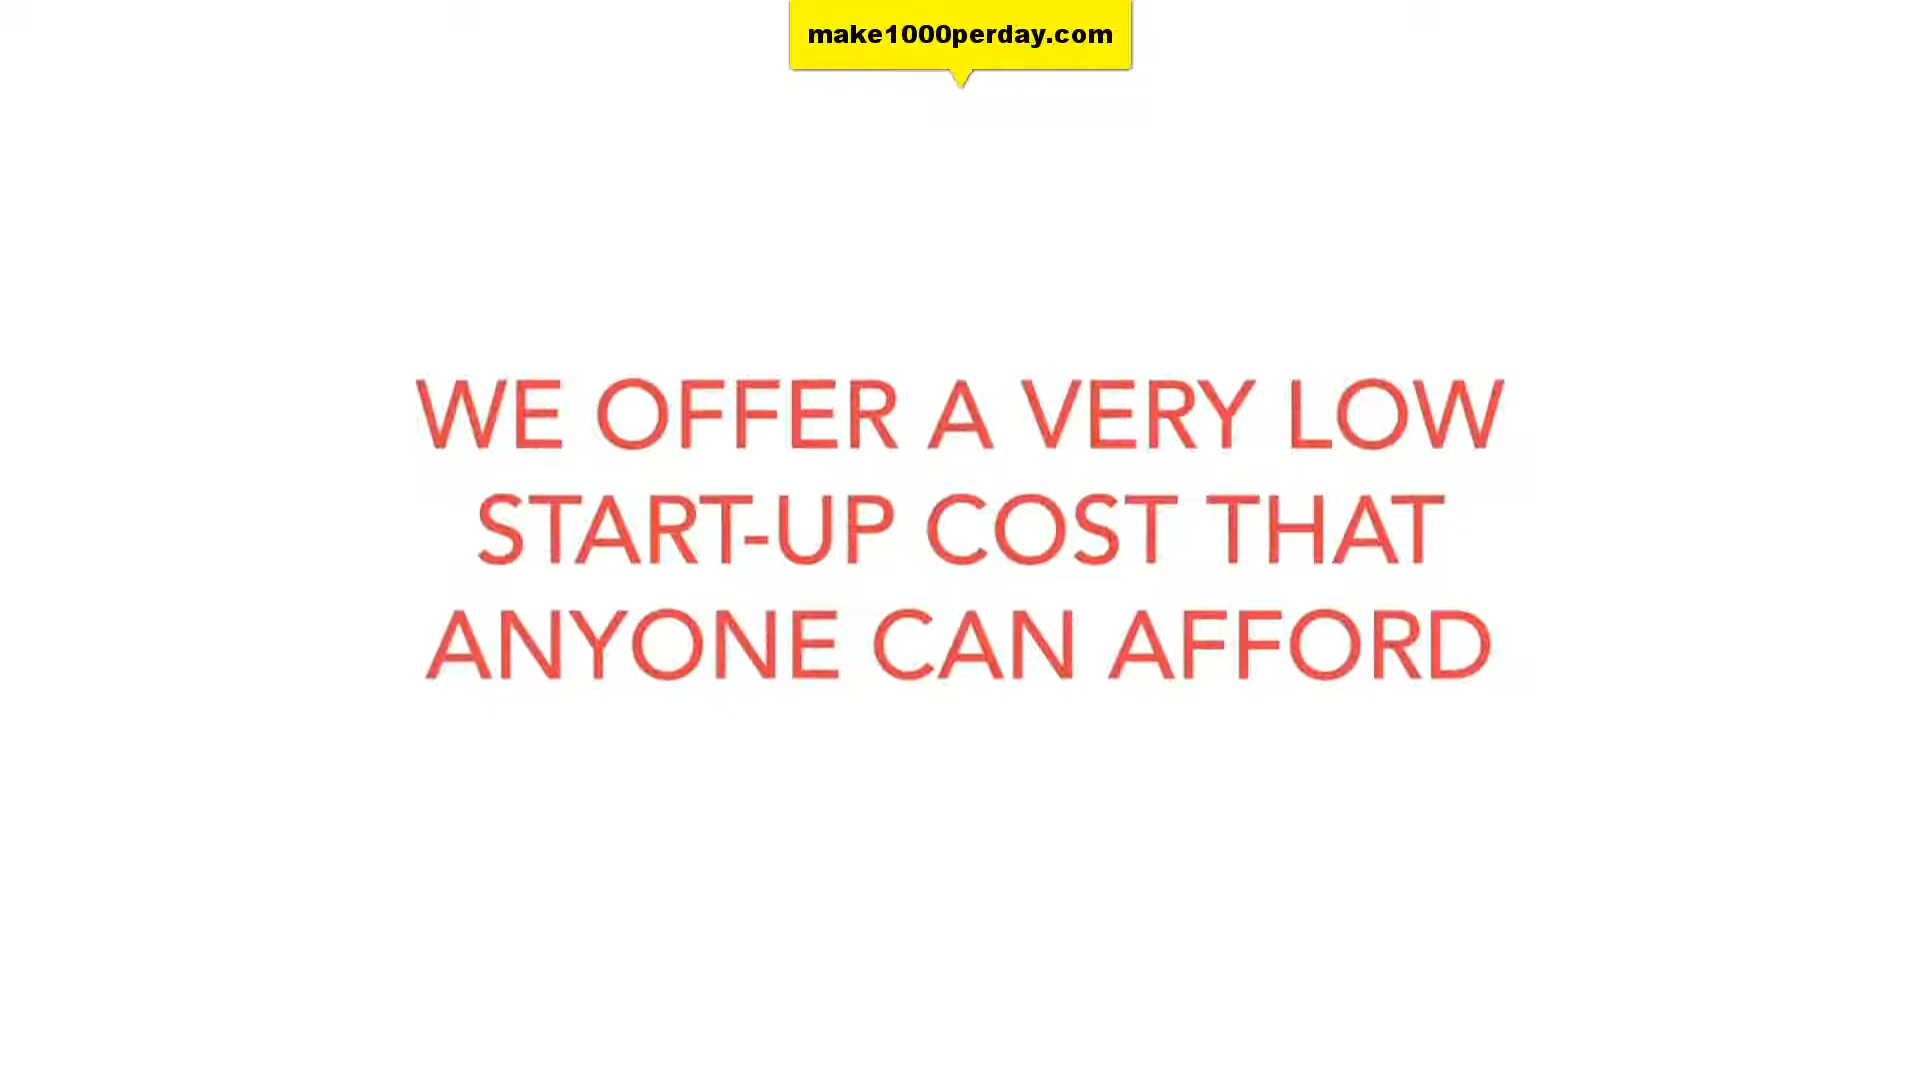 make1000perday.com
WE OFFER A VERY LOW
START-UP COST THAT
ANYONE CAN AFFORD